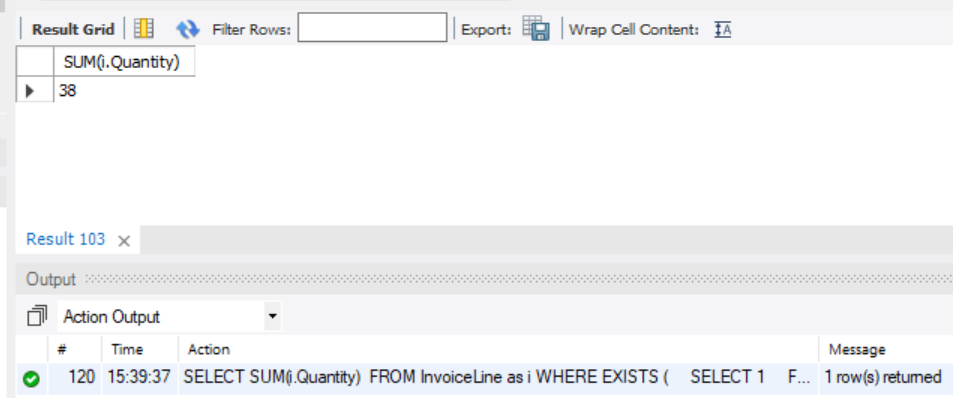 Result Grid Filter Rows: Export: Wrap Cell Content: IA
SUM(i.Quantity)
38
Result 103 ×
Output
Action Output
# Time Action Message
120 15:39:37 SELECT SUM(i.Quantity) FROM InvoiceLine as i WHERE EXISTS ( SELECT 1 F... 1 row(s) returned